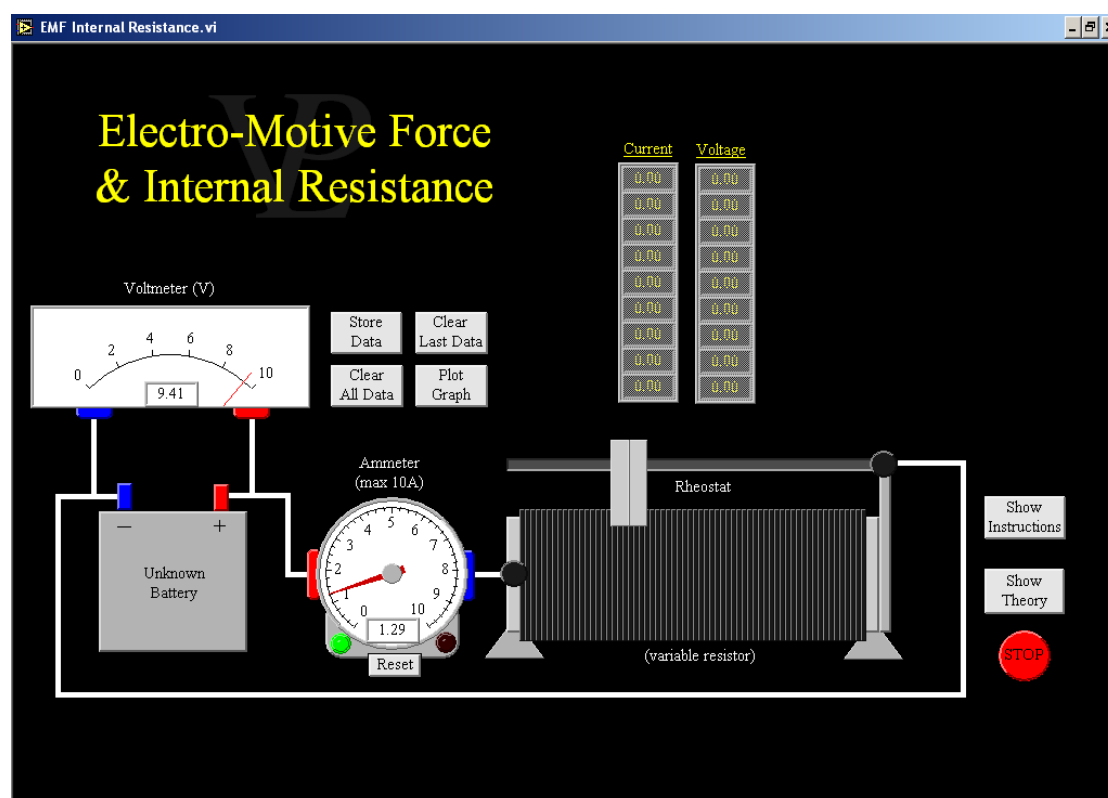 EMF Internal Resistance.vi
Electro-Motive Force
& Internal Resistance
Current Voltage
0.00 0.00
0.00 0.00
0.00 0.00
0.00 0.00
0.00 0.00
0.00 0.00
0.00 0.00
0.00 0.00
0.00 0.00
Voltmeter (V)
0 2 4 6 8 10
9.41
Store
Data
Clear
Last Data
Clear
All Data
Plot
Graph
Ammeter
(max 10A)
0 1 2 3 4 5 6 7 8 9 10
1.29
Reset
Rheostat
(variable resistor)
− +
Unknown
Battery
Show
Instructions
Show
Theory
STOP